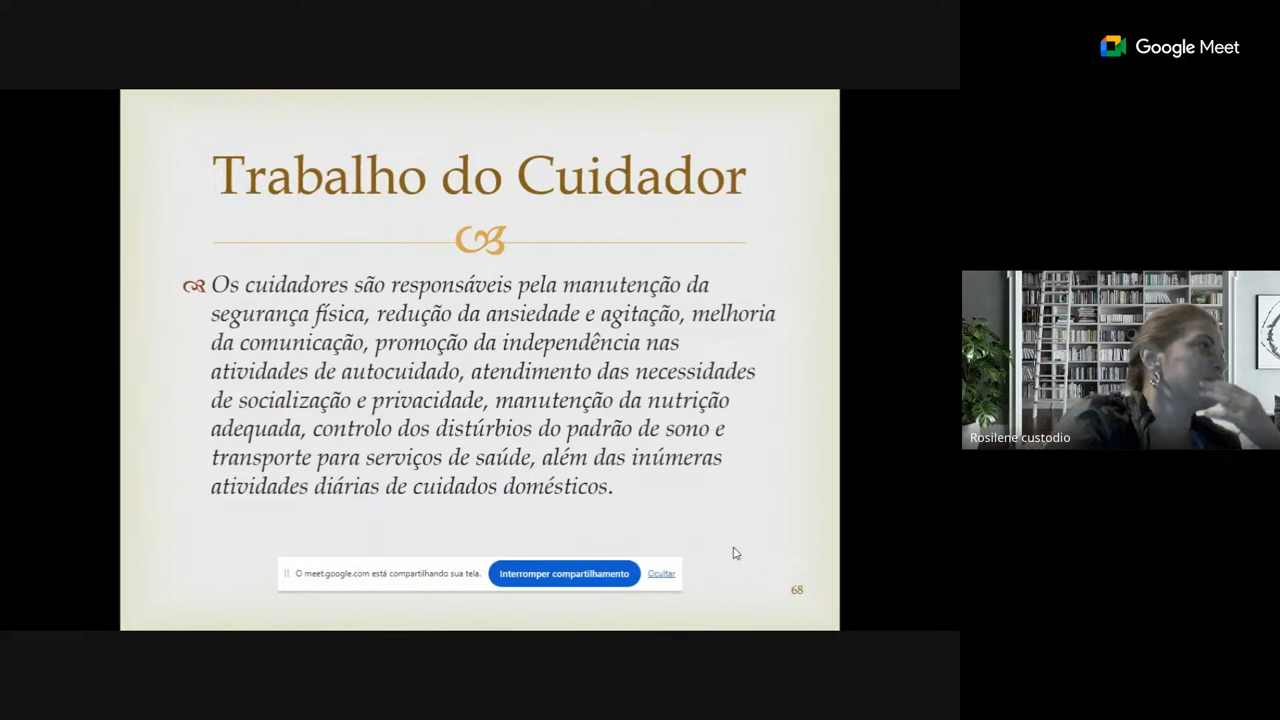 Google Meet
Trabalho do Cuidador
Os cuidadores são responsáveis pela manutenção da
segurança física, redução da ansiedade e agitação, melhoria
da comunicação, promoção da independência nas
atividades de autocuidado, atendimento das necessidades
de socialização e privacidade, manutenção da nutrição
adequada, controlo dos distúrbios do padrão de sono e
transporte para serviços de saúde, além das inúmeras
atividades diárias de cuidados domésticos.
O meet.google.com está compartilhando sua tela.
Interromper compartilhamento
Ocultar
68
Rosilene custodio